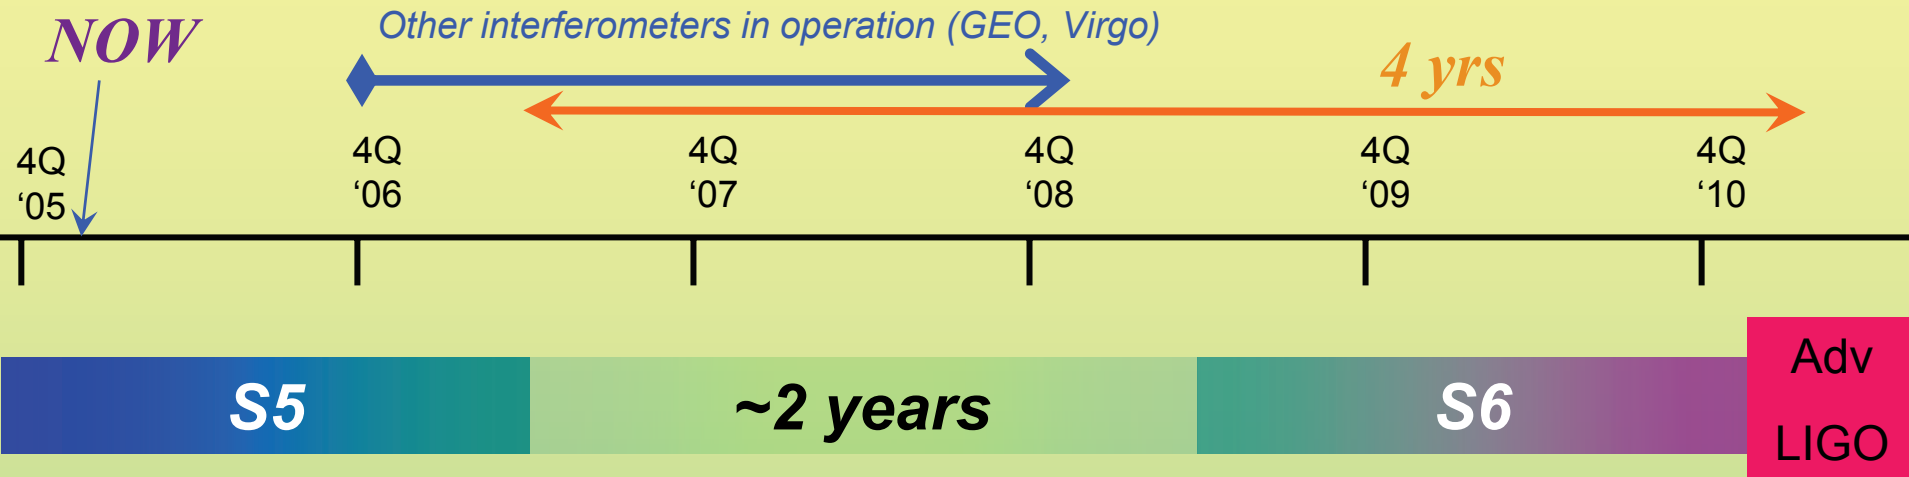 NOW
Other interferometers in operation (GEO, Virgo)
4 yrs
4Q
‘05
4Q
‘06
4Q
‘07
4Q
‘08
4Q
‘09
4Q
‘10
S5
~2 years
S6
Adv
LIGO